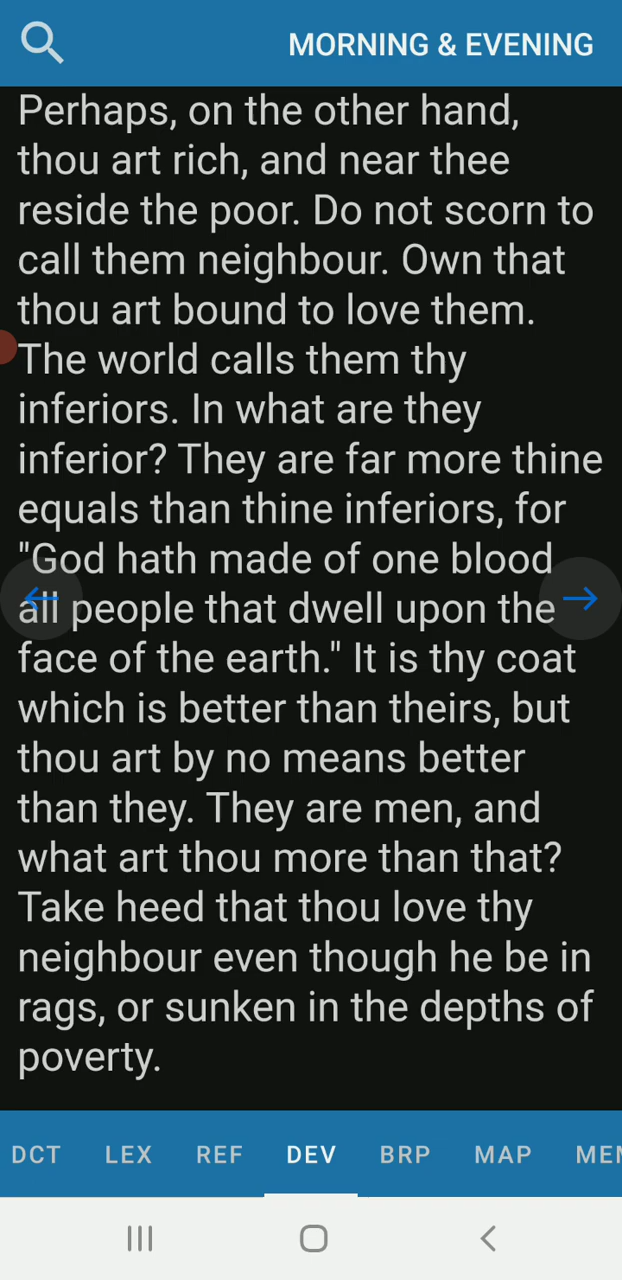 MORNING & EVENING
Perhaps, on the other hand,
thou art rich, and near thee
reside the poor. Do not scorn to
call them neighbour. Own that
thou art bound to love them.
The world calls them thy
inferiors. In what are they
inferior? They are far more thine
equals than thine inferiors, for
"God hath made of one blood
all people that dwell upon the
face of the earth." It is thy coat
which is better than theirs, but
thou art by no means better
than they. They are men, and
what art thou more than that?
Take heed that thou love thy
neighbour even though he be in
rags, or sunken in the depths of
poverty.
DCT LEX REF DEV BRP MAP MEM